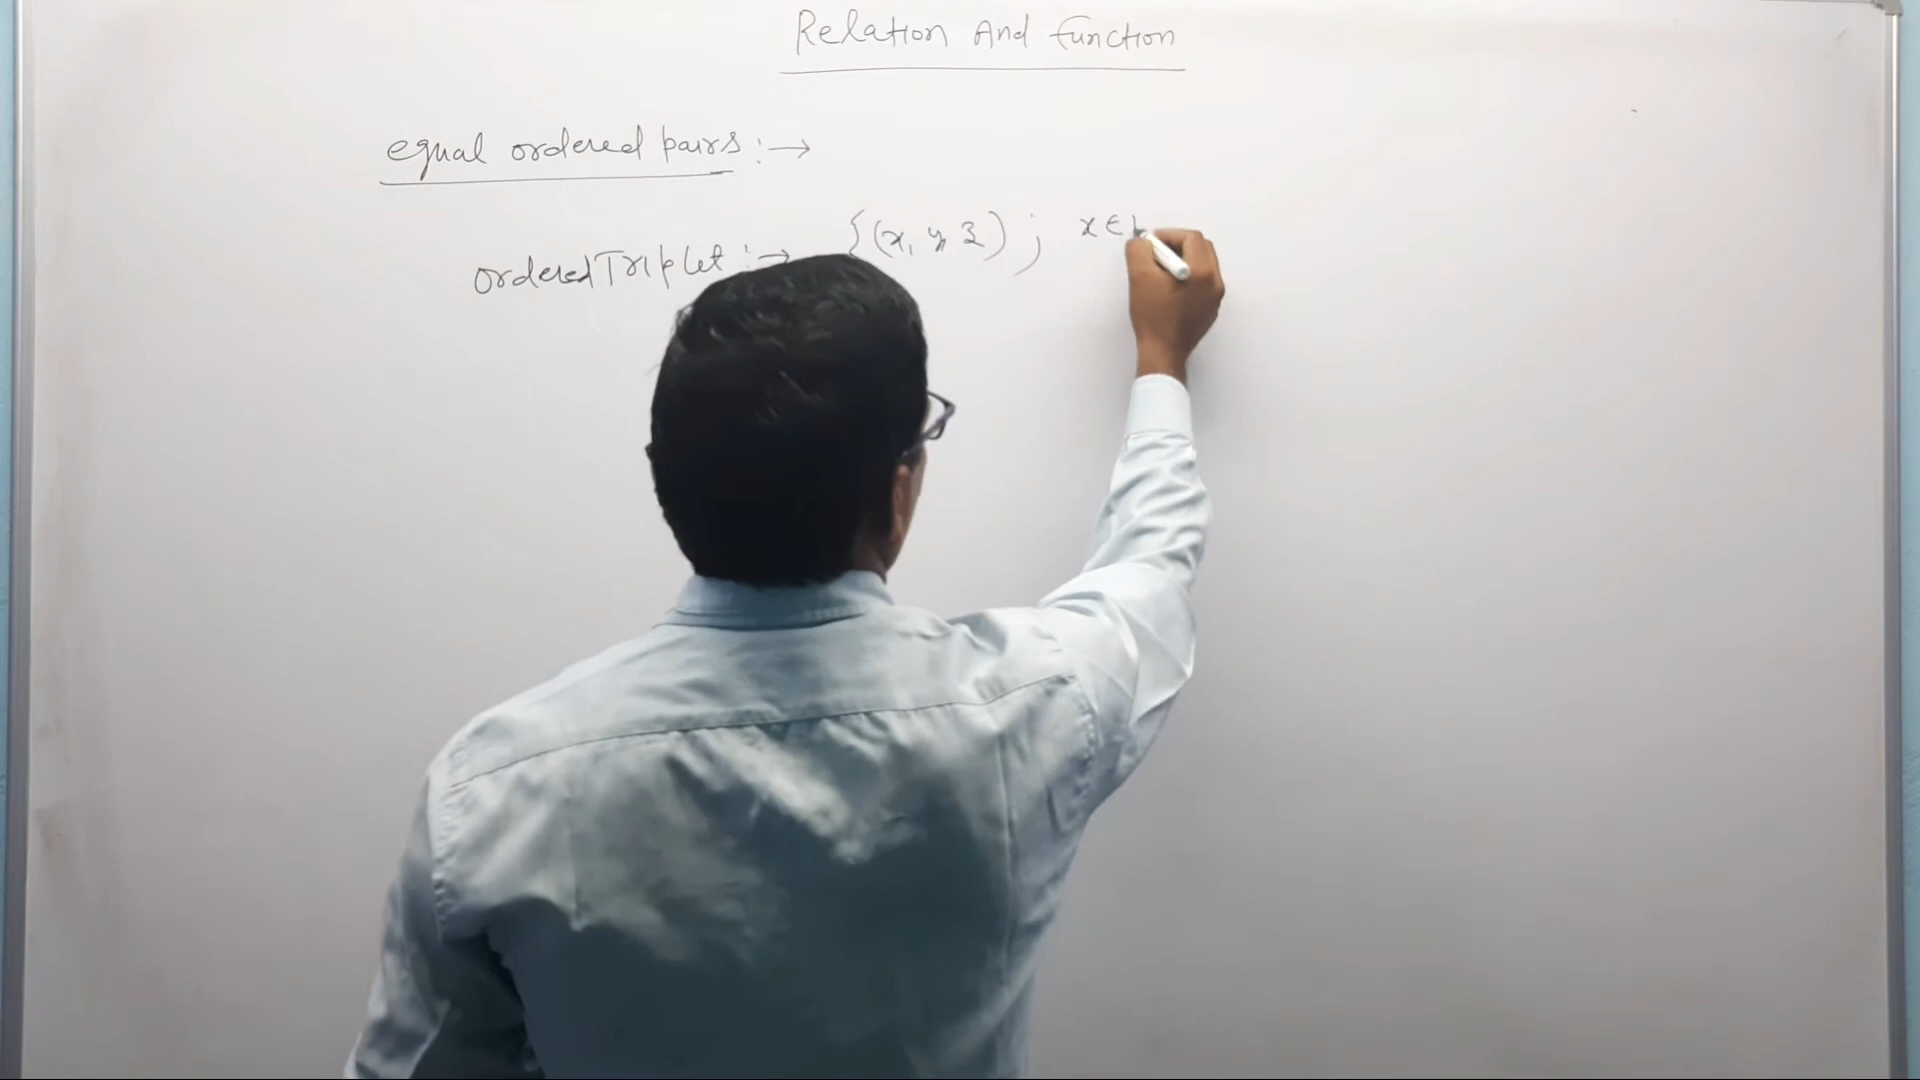 Relation And function
equal ordered pairs :→
ordered Triplet :→ {(x, y, z) ; x ∈